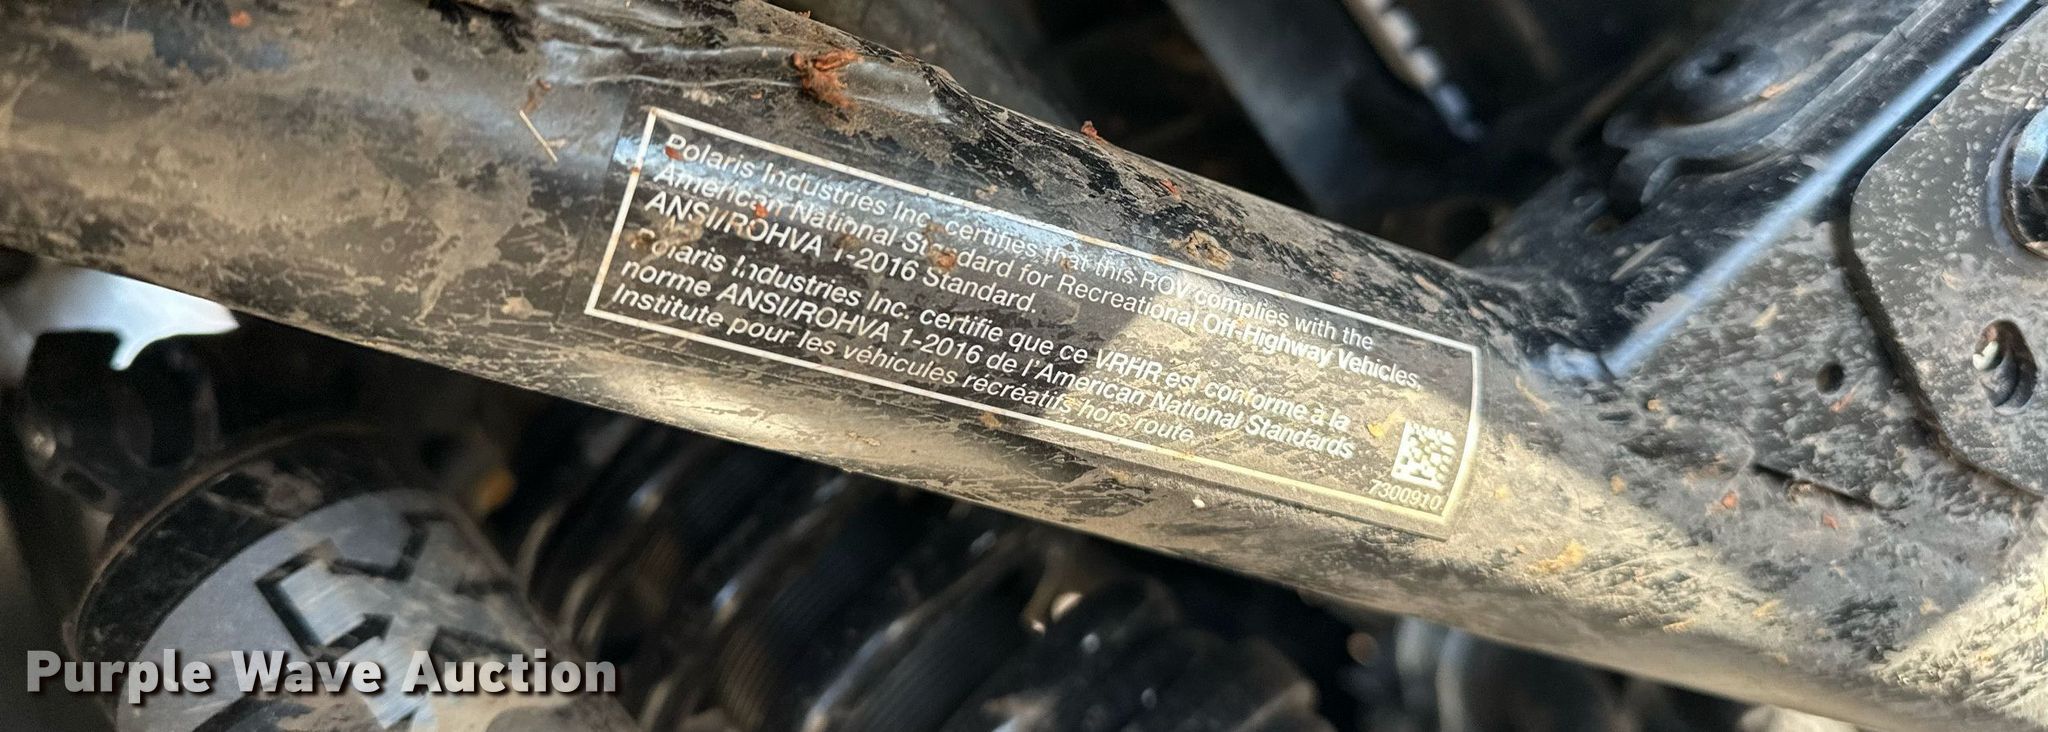 Polaris Industries Inc. certifies that this ROV complies with the
American National Standard for Recreational Off-Highway Vehicles,
ANSI/ROHVA 1-2016 Standard.
Polaris Industries Inc. certifie que ce VRHR est conforme à la
norme ANSI/ROHVA 1-2016 de l'American National Standards
Institute pour les véhicules récréatifs hors route.
7300910
Purple Wave Auction